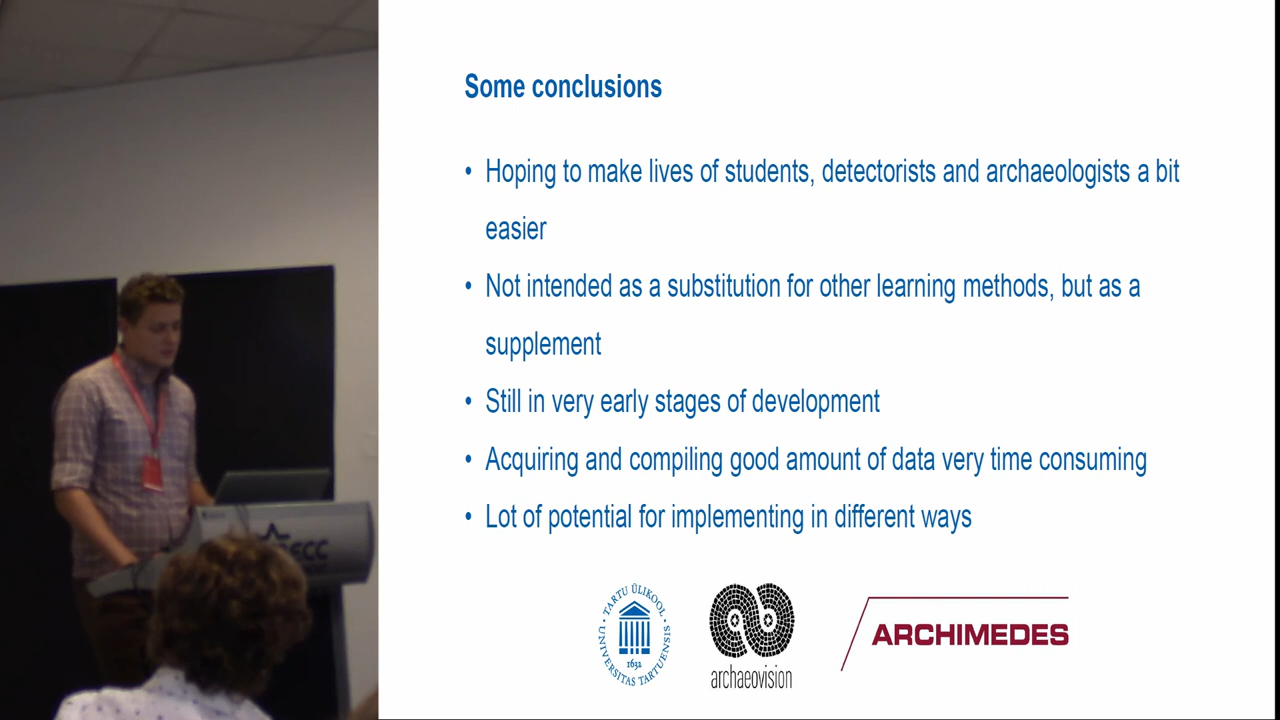 Some conclusions
• Hoping to make lives of students, detectorists and archaeologists a bit
easier
• Not intended as a substitution for other learning methods, but as a
supplement
• Still in very early stages of development
• Acquiring and compiling good amount of data very time consuming
• Lot of potential for implementing in different ways
TARTU ÜLIKOOL
UNIVERSITAS TARTUENSIS
1632
archaeovision
ARCHIMEDES